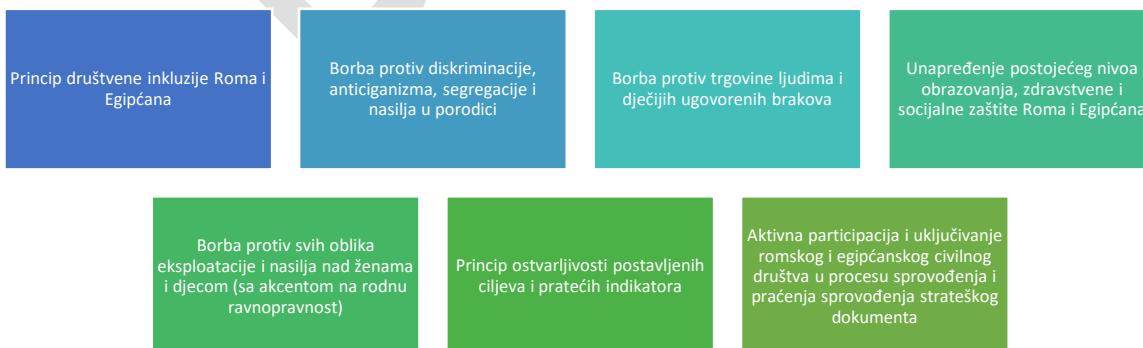 Princip društvene inkluzije Roma i
Egipćana
Borba protiv diskriminacije,
anticiganizma, segregacije i
nasilja u porodici
Borba protiv trgovine ljudima i
dječijih ugovorenih brakova
Unapređenje postojećeg nivoa
obrazovanja, zdravstvene i
socijalne zaštite Roma i Egipćana
Borba protiv svih oblika
eksploatacije i nasilja nad ženama
i djecom (sa akcentom na rodnu
ravnopravnost)
Princip ostvarljivosti postavljenih
ciljeva i pratećih indikatora
Aktivna participacija i uključivanje
romskog i egipćanskog civilnog
društva u procesu sprovođenja i
praćenja sprovođenja strateškog
dokumenta